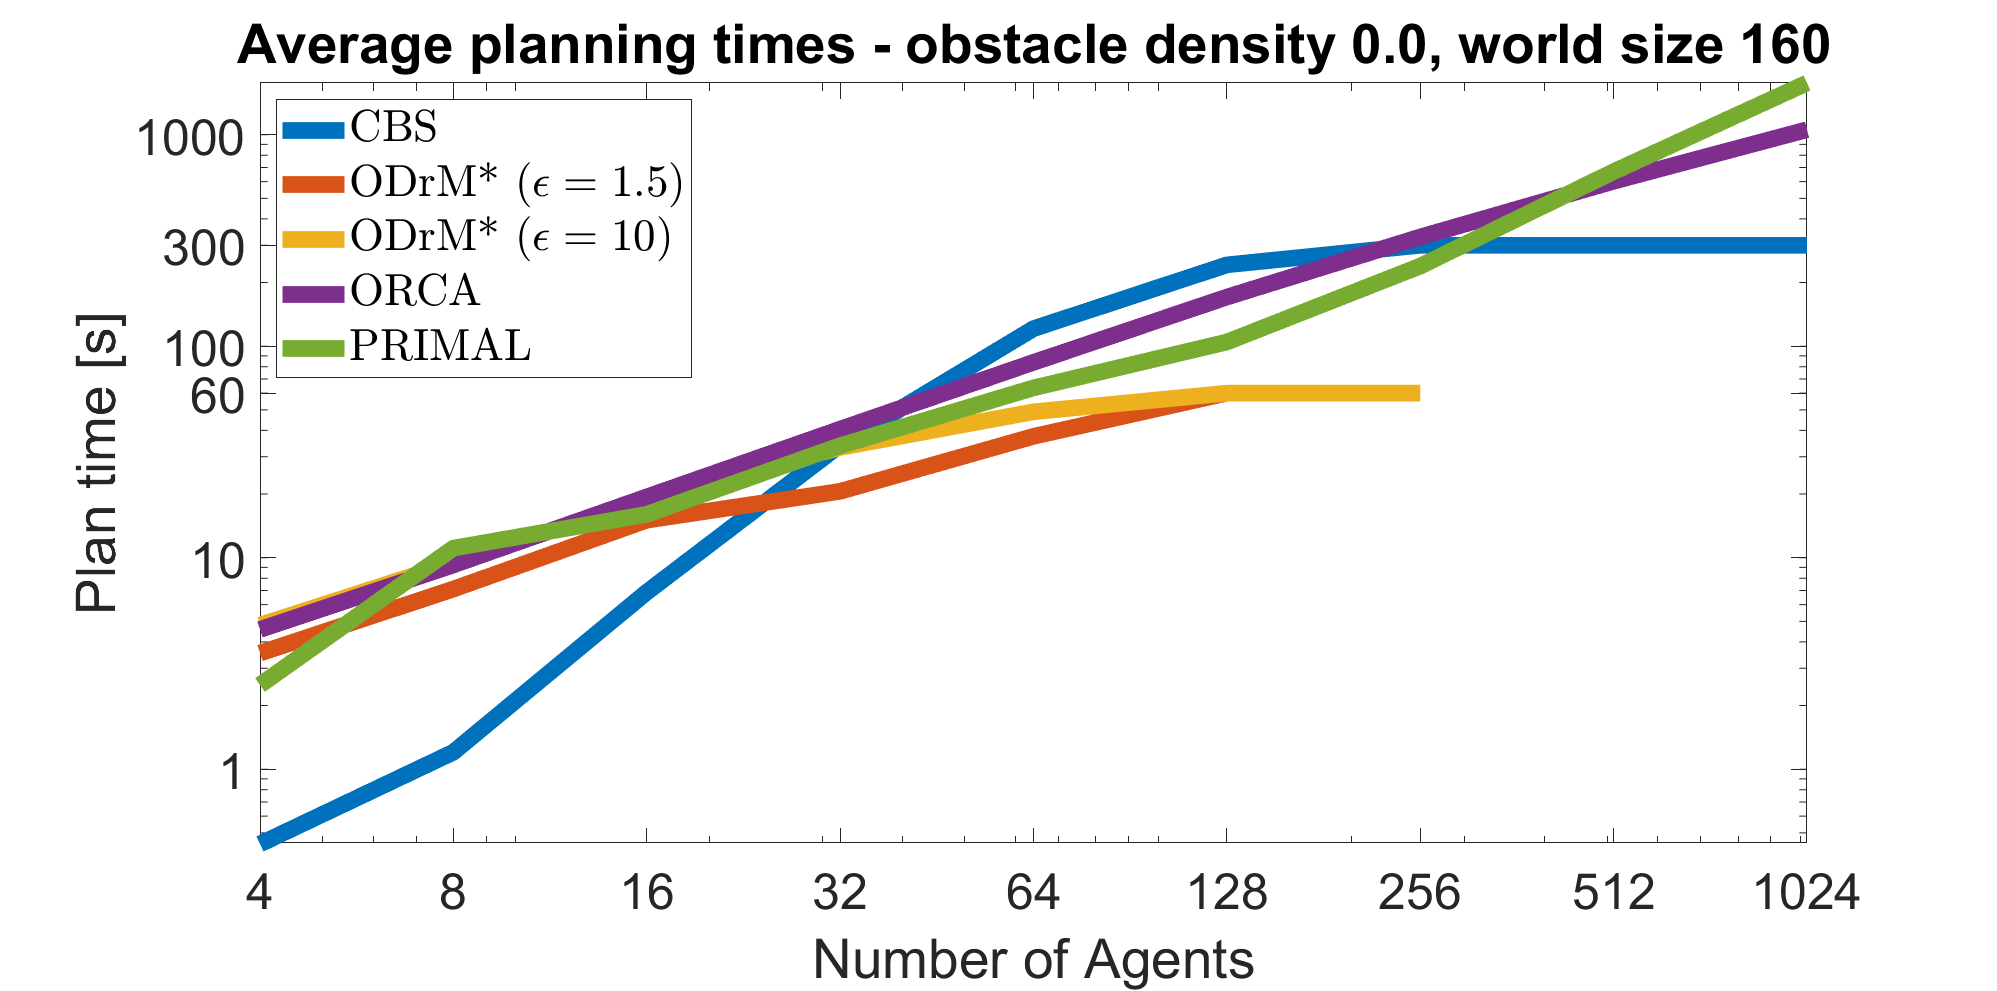 Average planning times - obstacle density 0.0, world size 160
CBS
ODrM* (ϵ = 1.5)
ODrM* (ϵ = 10)
ORCA
PRIMAL
Plan time [s]
1000
300
100
60
10
1
4 8 16 32 64 128 256 512 1024
Number of Agents